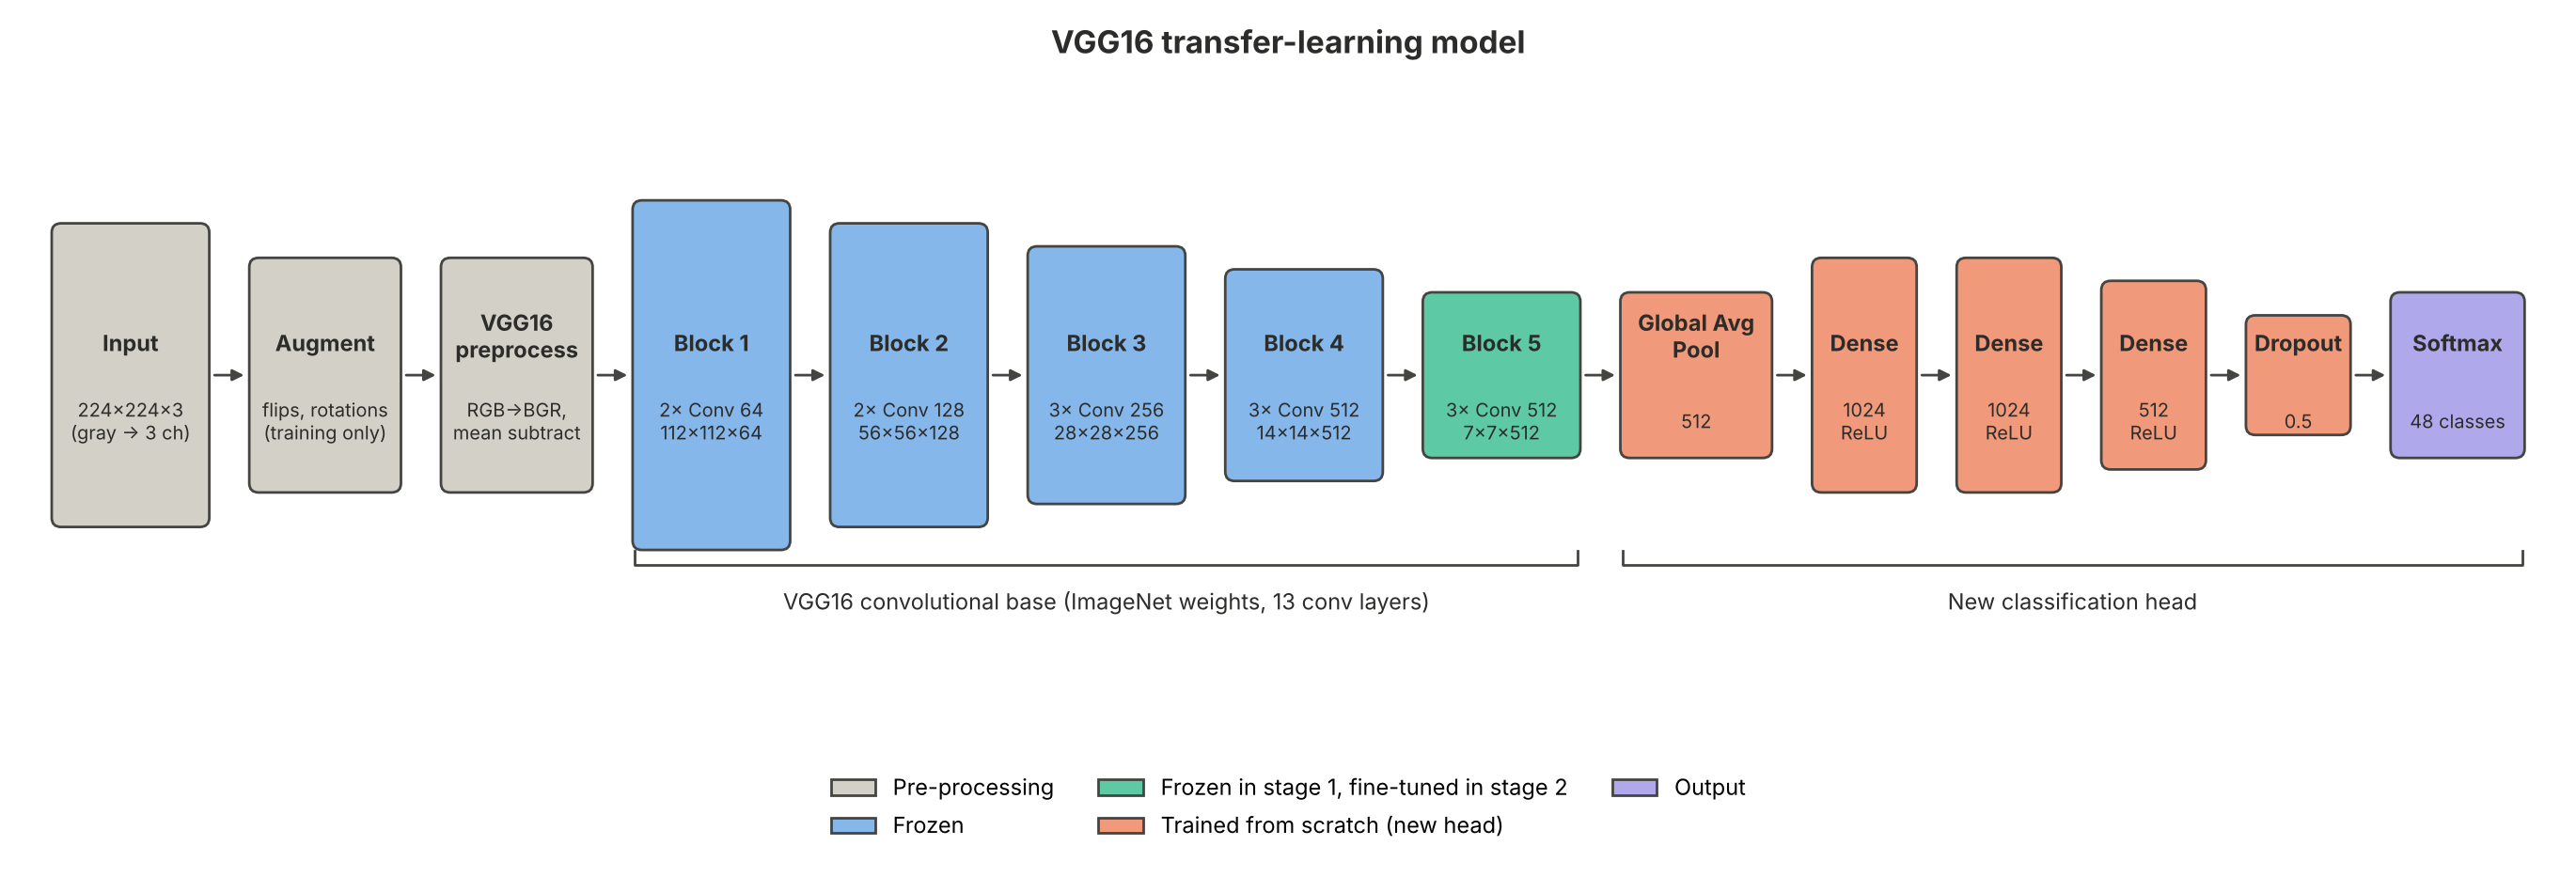 VGG16 transfer-learning model
Input
224×224×3
(gray → 3 ch)
Augment
flips, rotations
(training only)
VGG16
preprocess
RGB→BGR,
mean subtract
Block 1
2× Conv 64
112×112×64
Block 2
2× Conv 128
56×56×128
Block 3
3× Conv 256
28×28×256
Block 4
3× Conv 512
14×14×512
Block 5
3× Conv 512
7×7×512
Global Avg
Pool
512
Dense
1024
ReLU
Dense
1024
ReLU
Dense
512
ReLU
Dropout
0.5
Softmax
48 classes
VGG16 convolutional base (ImageNet weights, 13 conv layers)
New classification head
Pre-processing
Frozen
Frozen in stage 1, fine-tuned in stage 2
Trained from scratch (new head)
Output